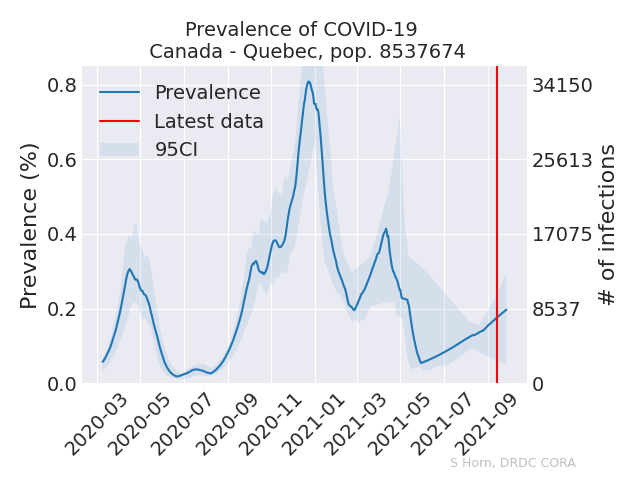 Prevalence of COVID-19
Canada - Quebec, pop. 8537674
Prevalence
Latest data
95CI
Prevalence (%)
0.8
0.6
0.4
0.2
0.0
34150
25613
17075
8537
0
# of infections
2020-03
2020-05
2020-07
2020-09
2020-11
2021-01
2021-03
2021-05
2021-07
2021-09
S Horn, DRDC CORA